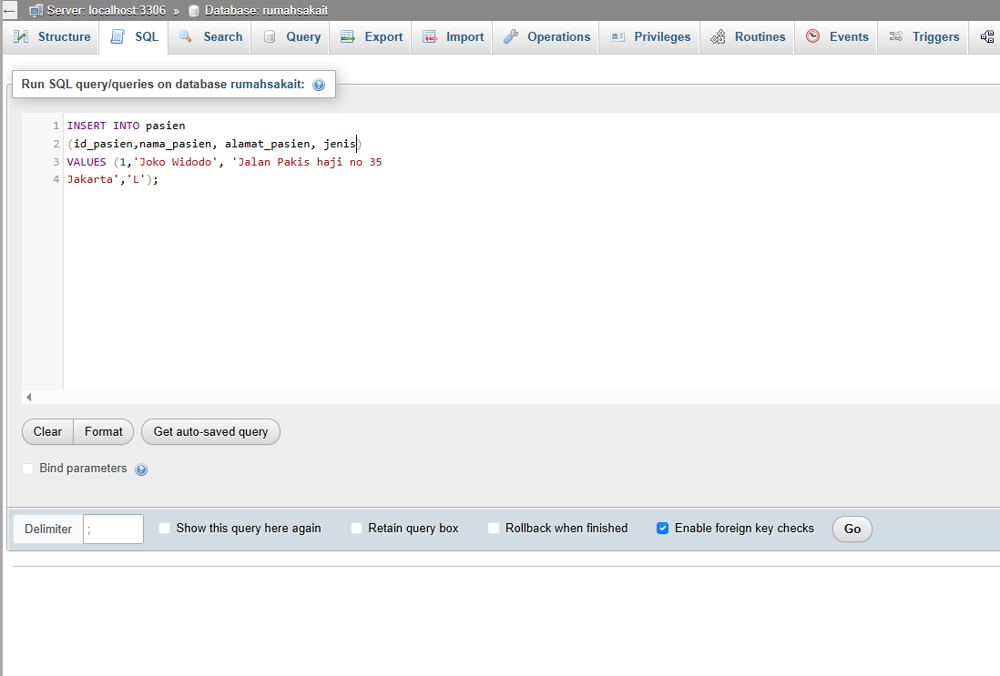 Server: localhost:3306 » Database: rumahsakait
Structure SQL Search Query Export Import Operations Privileges Routines Events Triggers
Run SQL query/queries on database rumahsakait:
1 INSERT INTO pasien
2 (id_pasien,nama_pasien, alamat_pasien, jenis)
3 VALUES (1,'Joko Widodo', 'Jalan Pakis haji no 35
4 Jakarta','L');
Clear Format Get auto-saved query
Bind parameters
Delimiter ; Show this query here again Retain query box Rollback when finished Enable foreign key checks Go